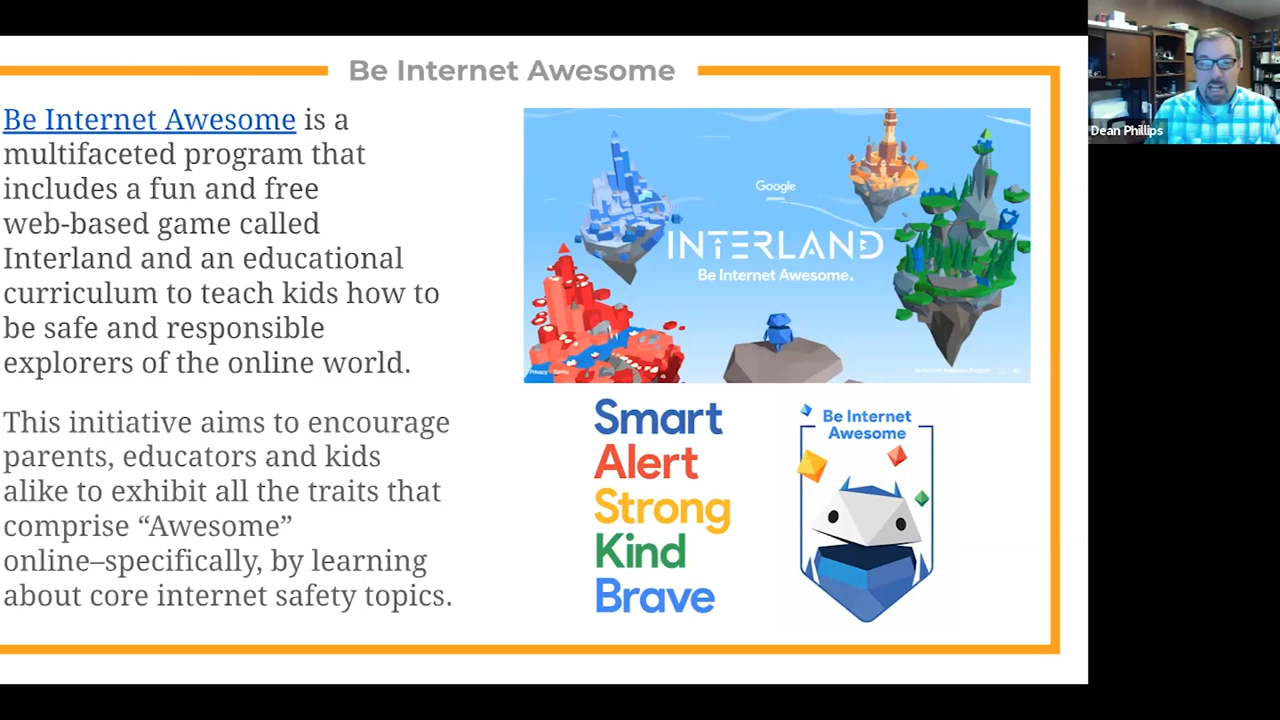 Be Internet Awesome
Be Internet Awesome is a
multifaceted program that
includes a fun and free
web-based game called
Interland and an educational
curriculum to teach kids how to
be safe and responsible
explorers of the online world.
This initiative aims to encourage
parents, educators and kids
alike to exhibit all the traits that
comprise “Awesome”
online–specifically, by learning
about core internet safety topics.
Google
presents
INTERLAND
Be Internet Awesome.
Privacy · Terms
Smart
Alert
Strong
Kind
Brave
Be Internet
Awesome
Dean Phillips